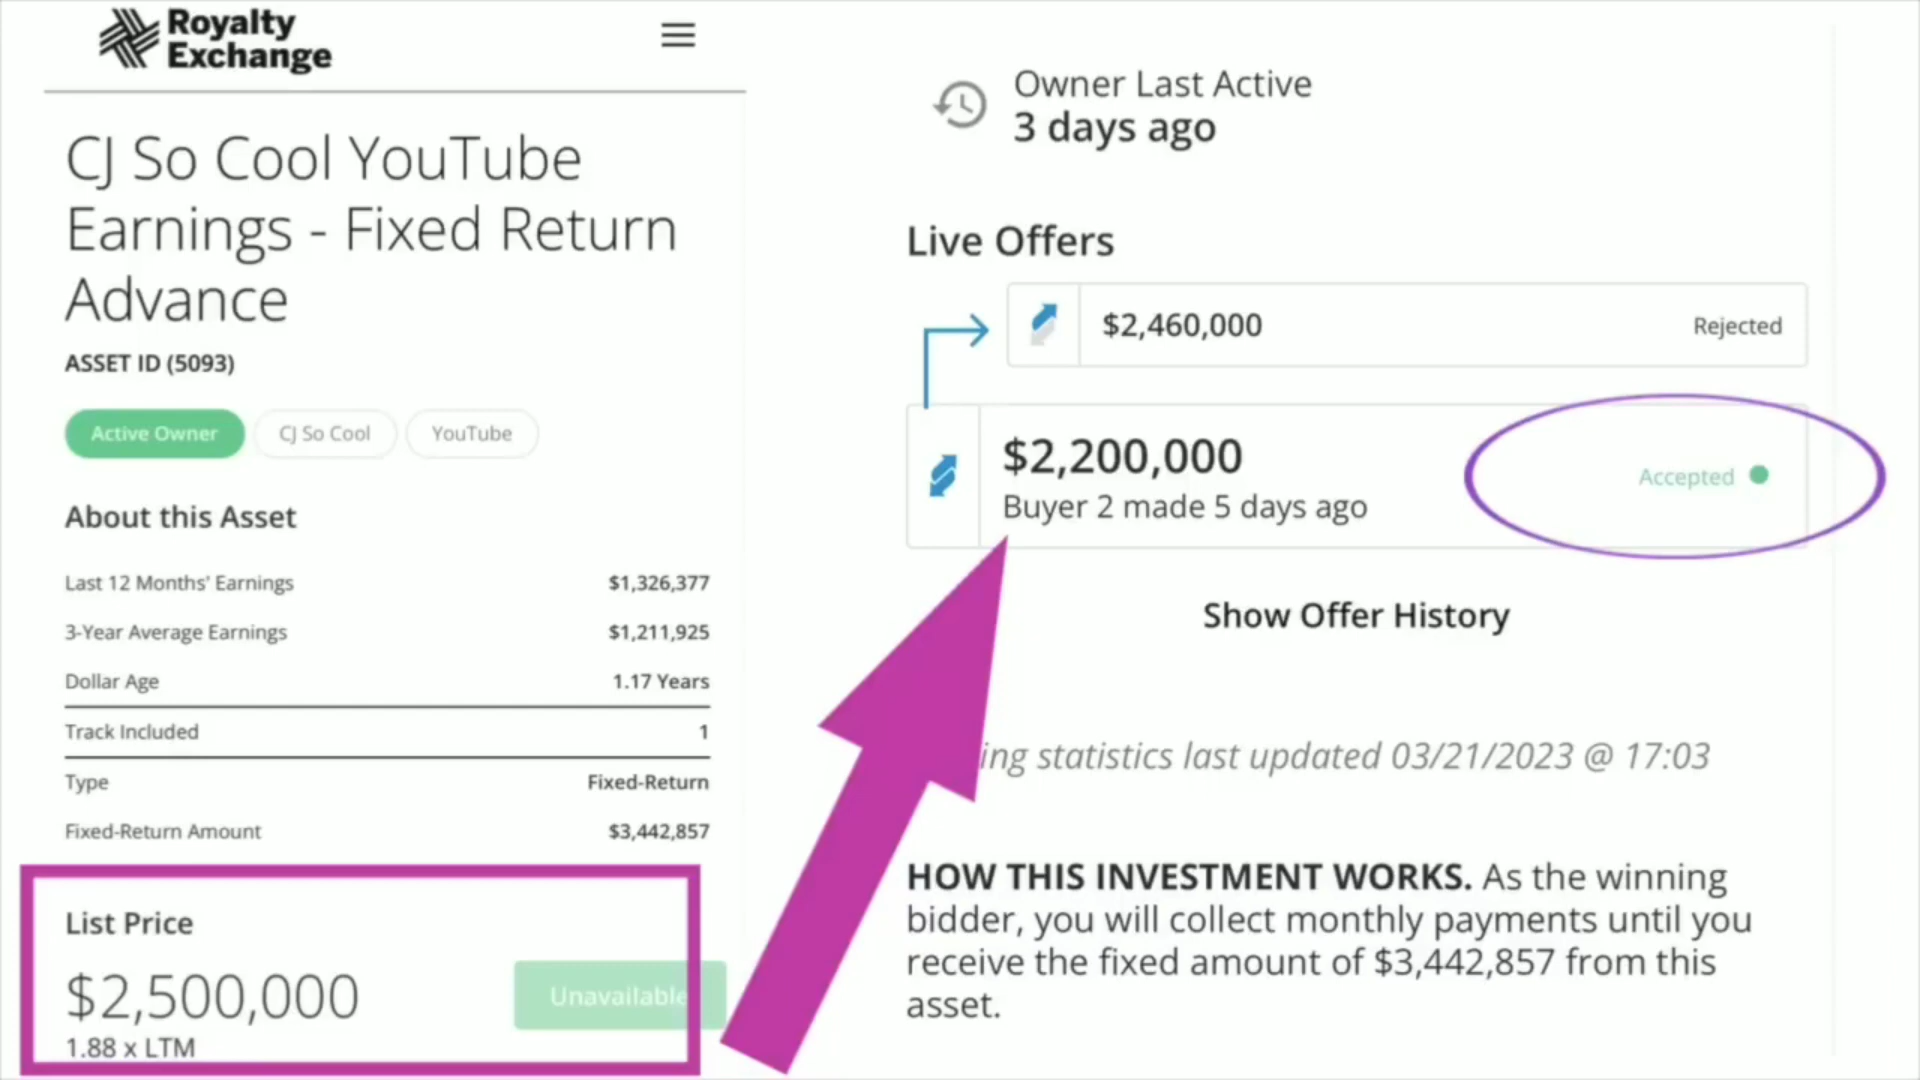 Royalty
Exchange
CJ So Cool YouTube
Earnings - Fixed Return
Advance
ASSET ID (5093)
Active Owner
CJ So Cool
YouTube
About this Asset
Last 12 Months' Earnings $1,326,377
3-Year Average Earnings $1,211,925
Dollar Age 1.17 Years
Track Included 1
Type Fixed-Return
Fixed-Return Amount $3,442,857
List Price
$2,500,000
Unavailable
1.88 x LTM
Owner Last Active
3 days ago
Live Offers
$2,460,000 Rejected
$2,200,000
Accepted
Buyer 2 made 5 days ago
Show Offer History
statistics last updated 03/21/2023 @ 17:03
HOW THIS INVESTMENT WORKS. As the winning
bidder, you will collect monthly payments until you
receive the fixed amount of $3,442,857 from this
asset.